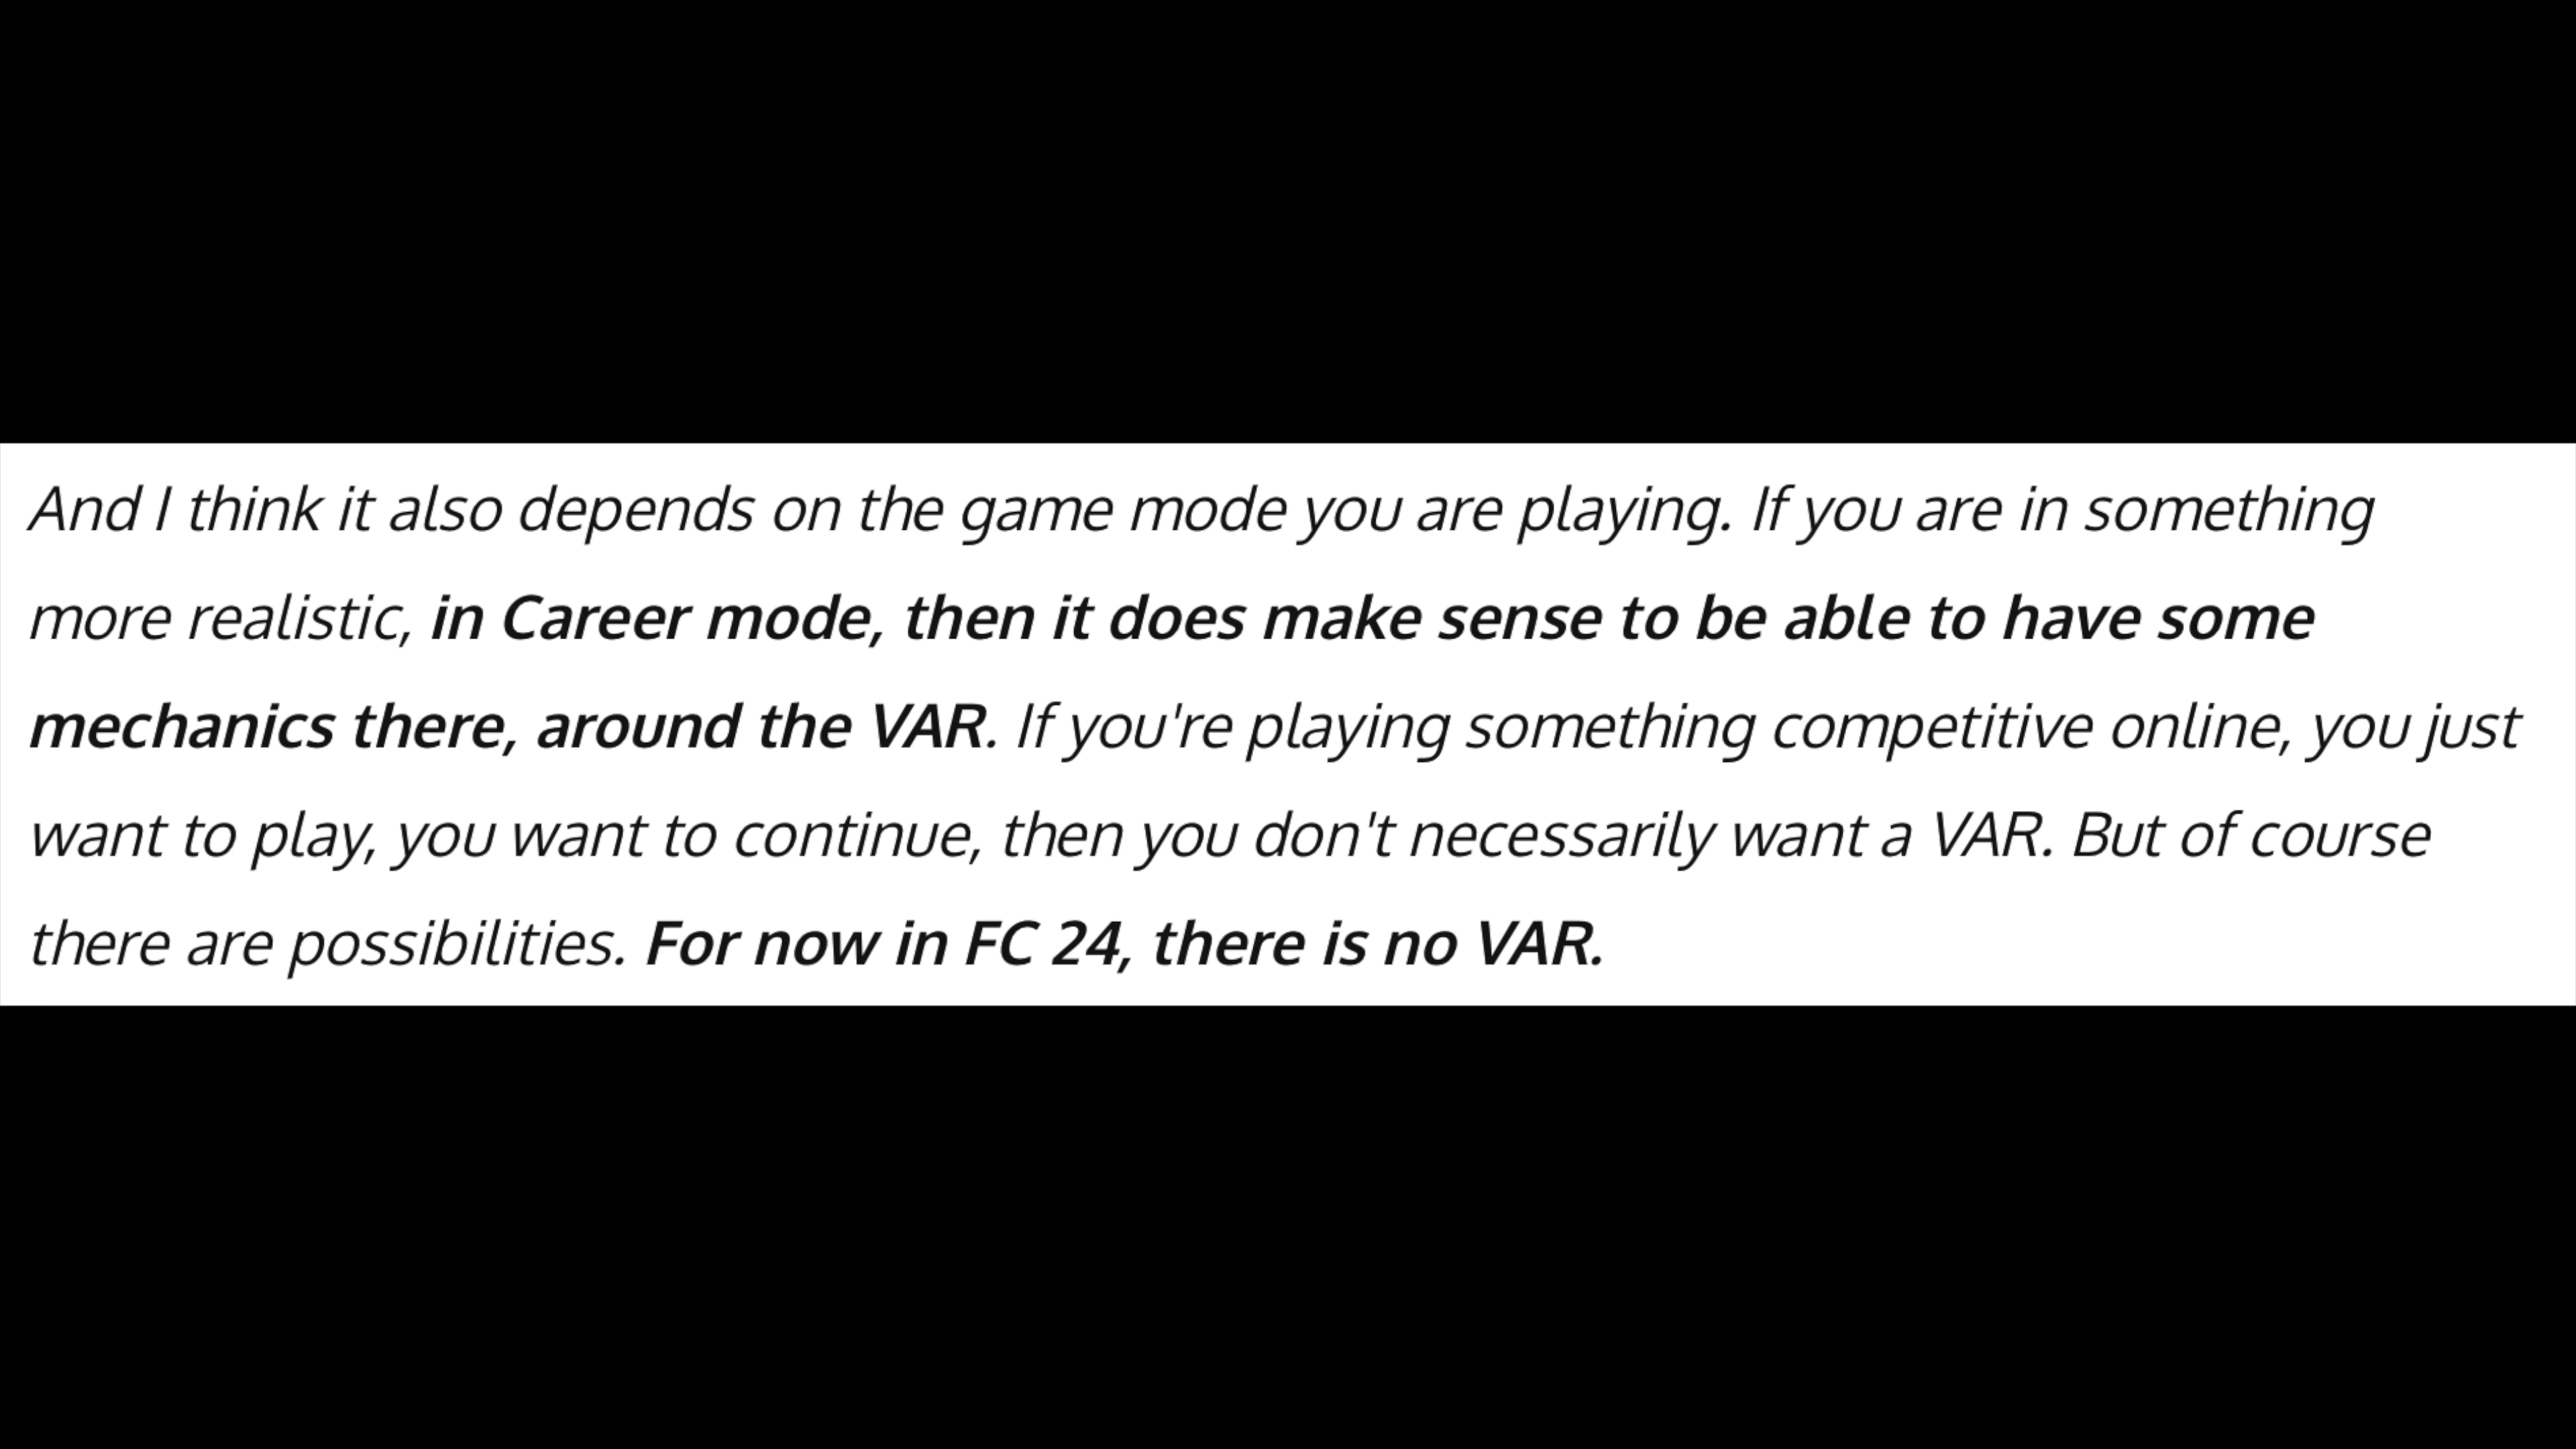 And I think it also depends on the game mode you are playing. If you are in something
more realistic, in Career mode, then it does make sense to be able to have some
mechanics there, around the VAR. If you're playing something competitive online, you just
want to play, you want to continue, then you don't necessarily want a VAR. But of course
there are possibilities. For now in FC 24, there is no VAR.